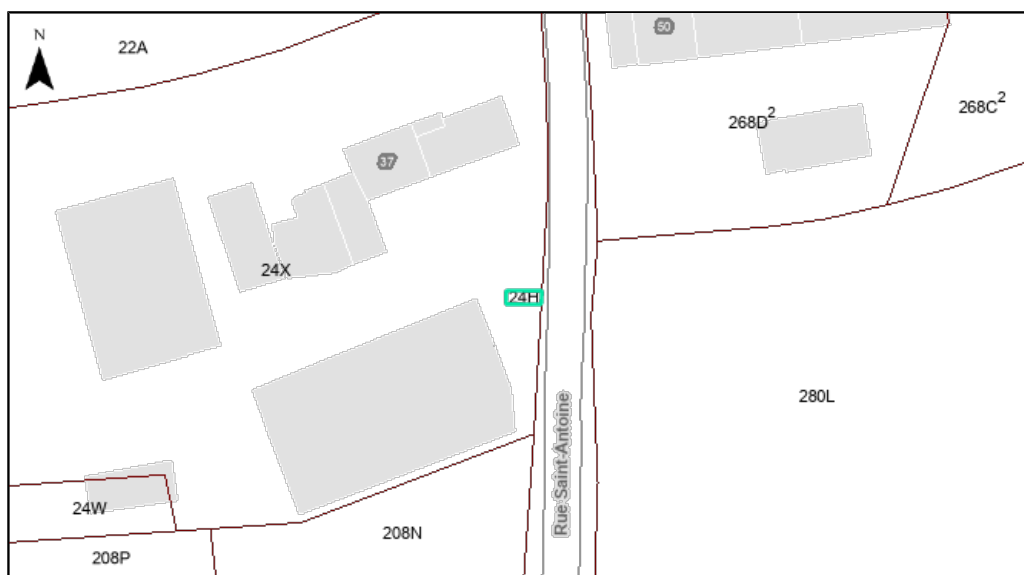 N
22A
50
268D²
268C²
37
24X
24H
280L
Rue Saint-Antoine
24W
208N
208P